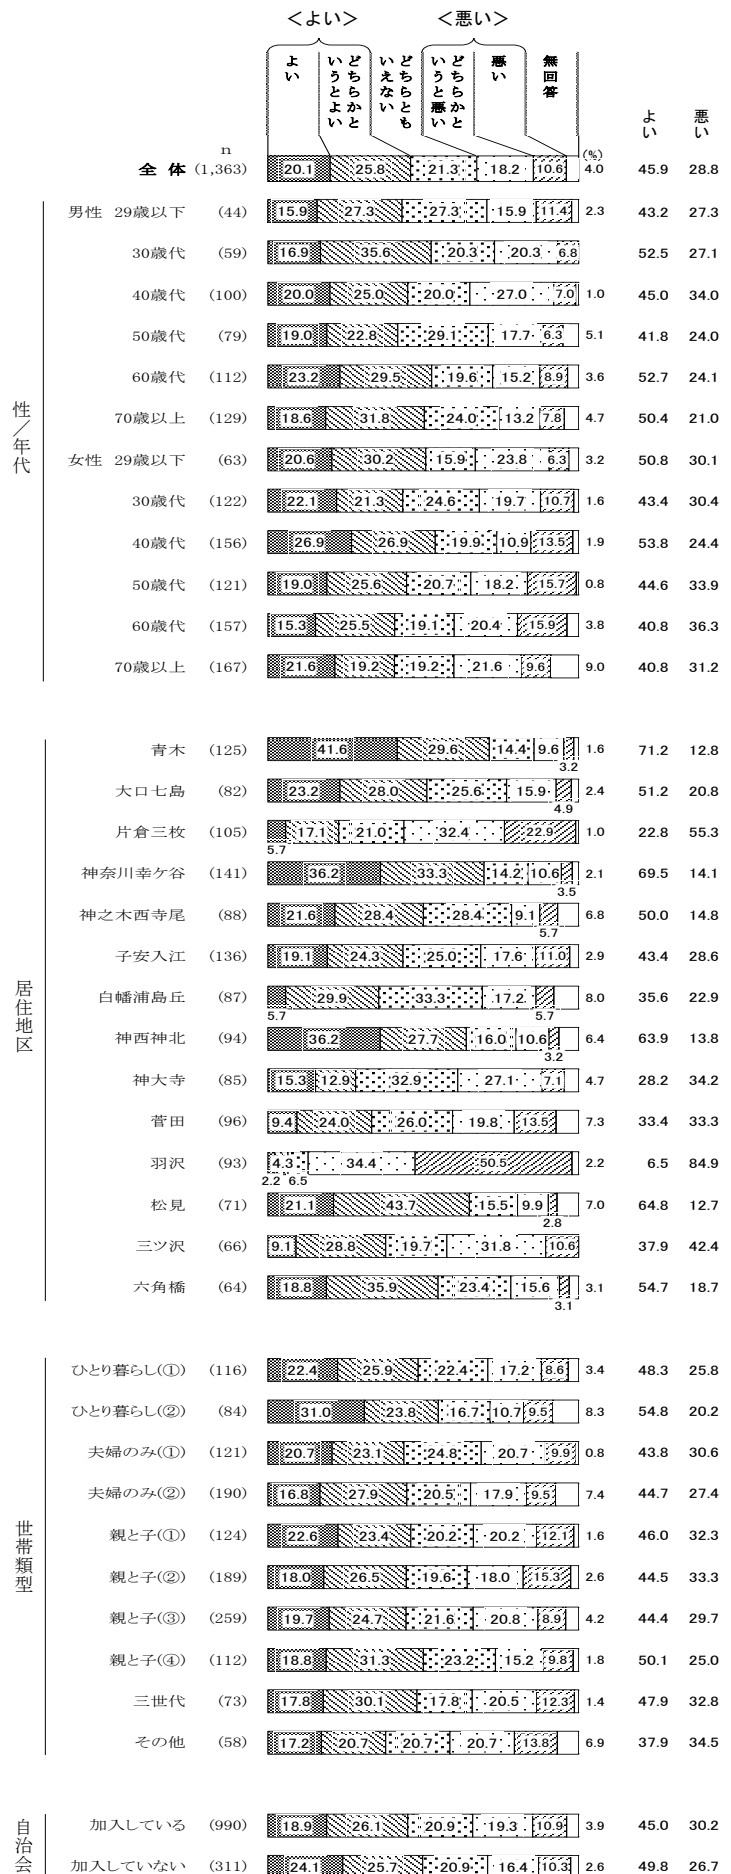 ＜よい＞ ＜悪い＞
よい どちらかというとよい どちらともいえない どちらかというと悪い 悪い 無回答
よい 悪い
n (%)
全 体 (1,363) 20.1 25.8 21.3 18.2 10.6 4.0 45.9 28.8
性／年代
男性 29歳以下 (44) 15.9 27.3 27.3 15.9 11.4 2.3 43.2 27.3
30歳代 (59) 16.9 35.6 20.3 20.3 6.8 52.5 27.1
40歳代 (100) 20.0 25.0 20.0 27.0 7.0 1.0 45.0 34.0
50歳代 (79) 19.0 22.8 29.1 17.7 6.3 5.1 41.8 24.0
60歳代 (112) 23.2 29.5 19.6 15.2 8.9 3.6 52.7 24.1
70歳以上 (129) 18.6 31.8 24.0 13.2 7.8 4.7 50.4 21.0
女性 29歳以下 (63) 20.6 30.2 15.9 23.8 6.3 3.2 50.8 30.1
30歳代 (122) 22.1 21.3 24.6 19.7 10.7 1.6 43.4 30.4
40歳代 (156) 26.9 26.9 19.9 10.9 13.5 1.9 53.8 24.4
50歳代 (121) 19.0 25.6 20.7 18.2 15.7 0.8 44.6 33.9
60歳代 (157) 15.3 25.5 19.1 20.4 15.9 3.8 40.8 36.3
70歳以上 (167) 21.6 19.2 19.2 21.6 9.6 9.0 40.8 31.2
居住地区
青木 (125) 41.6 29.6 14.4 9.6 3.2 1.6 71.2 12.8
大口七島 (82) 23.2 28.0 25.6 15.9 4.9 2.4 51.2 20.8
片倉三枚 (105) 5.7 17.1 21.0 32.4 22.9 1.0 22.8 55.3
神奈川幸ケ谷 (141) 36.2 33.3 14.2 10.6 3.5 2.1 69.5 14.1
神之木西寺尾 (88) 21.6 28.4 28.4 9.1 5.7 6.8 50.0 14.8
子安入江 (136) 19.1 24.3 25.0 17.6 11.0 2.9 43.4 28.6
白幡浦島丘 (87) 5.7 29.9 33.3 17.2 5.7 8.0 35.6 22.9
神西神北 (94) 36.2 27.7 16.0 10.6 3.2 6.4 63.9 13.8
神大寺 (85) 15.3 12.9 32.9 27.1 7.1 4.7 28.2 34.2
菅田 (96) 9.4 24.0 26.0 19.8 13.5 7.3 33.4 33.3
羽沢 (93) 2.2 4.3 6.5 34.4 50.5 2.2 6.5 84.9
松見 (71) 21.1 43.7 15.5 9.9 2.8 7.0 64.8 12.7
三ツ沢 (66) 9.1 28.8 19.7 31.8 10.6 37.9 42.4
六角橋 (64) 18.8 35.9 23.4 15.6 3.1 3.1 54.7 18.7
世帯類型
ひとり暮らし(①) (116) 22.4 25.9 22.4 17.2 8.6 3.4 48.3 25.8
ひとり暮らし(②) (84) 31.0 23.8 16.7 10.7 9.5 8.3 54.8 20.2
夫婦のみ(①) (121) 20.7 23.1 24.8 20.7 9.9 0.8 43.8 30.6
夫婦のみ(②) (190) 16.8 27.9 20.5 17.9 9.5 7.4 44.7 27.4
親と子(①) (124) 22.6 23.4 20.2 20.2 12.1 1.6 46.0 32.3
親と子(②) (189) 18.0 26.5 19.6 18.0 15.3 2.6 44.5 33.3
親と子(③) (259) 19.7 24.7 21.6 20.8 8.9 4.2 44.4 29.7
親と子(④) (112) 18.8 31.3 23.2 15.2 9.8 1.8 50.1 25.0
三世代 (73) 17.8 30.1 17.8 20.5 12.3 1.4 47.9 32.8
その他 (58) 17.2 20.7 20.7 20.7 13.8 6.9 37.9 34.5
自治会
加入している (990) 18.9 26.1 20.9 19.3 10.9 3.9 45.0 30.2
加入していない (311) 24.1 25.7 20.9 16.4 10.3 2.6 49.8 26.7